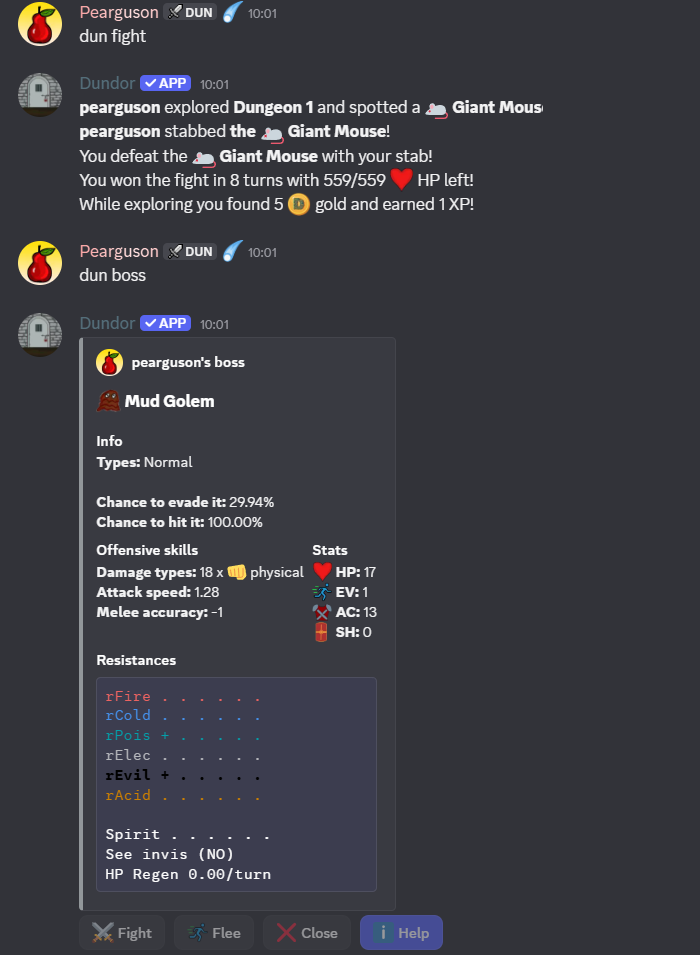 Pearguson DUN 10:01
dun fight
Dundor APP 10:01
pearguson explored Dungeon 1 and spotted a Giant Mous
pearguson stabbed the Giant Mouse!
You defeat the Giant Mouse with your stab!
You won the fight in 8 turns with 559/559 HP left!
While exploring you found 5 D gold and earned 1 XP!
Pearguson DUN 10:01
dun boss
Dundor APP 10:01
pearguson's boss
Mud Golem
Info
Types: Normal
Chance to evade it: 29.94%
Chance to hit it: 100.00%
Offensive skills Stats
Damage types: 18 x physical HP: 17
Attack speed: 1.28 EV: 1
Melee accuracy: -1 AC: 13
SH: 0
Resistances
rFire . . . . . .
rCold . . . . . .
rPois + . . . . .
rElec . . . . . .
rEvil + . . . . .
rAcid . . . . . .
Spirit . . . . . .
See invis (NO)
HP Regen 0.00/turn
Fight Flee Close i Help